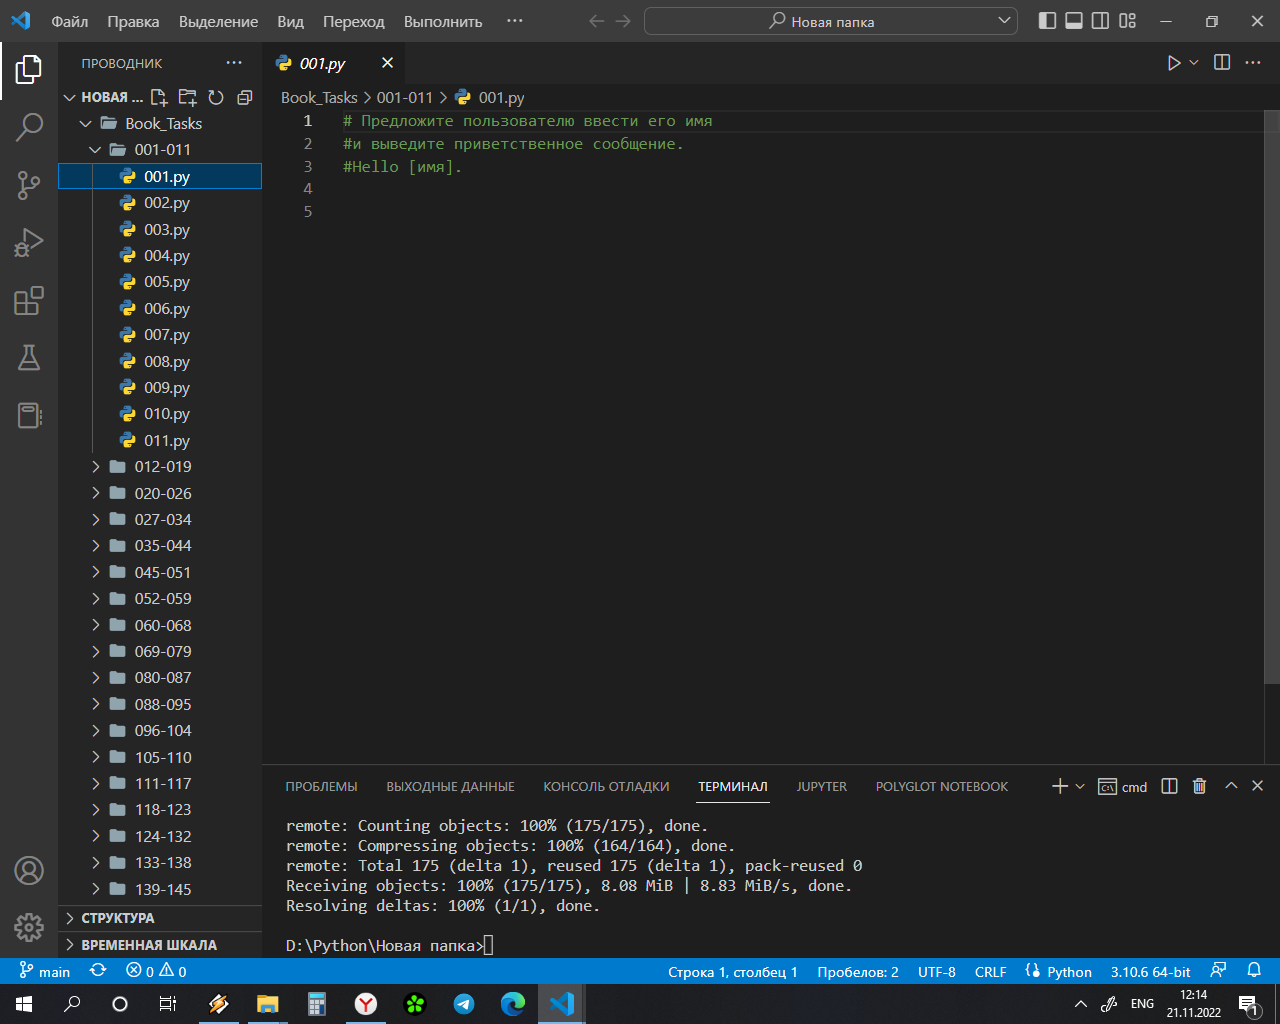 Файл Правка Выделение Вид Переход Выполнить ··· Новая папка
ПРОВОДНИК ···
НОВАЯ ...
Book_Tasks
001-011
001.py
002.py
003.py
004.py
005.py
006.py
007.py
008.py
009.py
010.py
011.py
012-019
020-026
027-034
035-044
045-051
052-059
060-068
069-079
080-087
088-095
096-104
105-110
111-117
118-123
124-132
133-138
139-145
СТРУКТУРА
ВРЕМЕННАЯ ШКАЛА
001.py
Book_Tasks > 001-011 > 001.py
1 # Предложите пользователю ввести его имя
2 #и выведите приветственное сообщение.
3 #Hello [имя].
4
5
ПРОБЛЕМЫ ВЫХОДНЫЕ ДАННЫЕ КОНСОЛЬ ОТЛАДКИ ТЕРМИНАЛ JUPYTER POLYGLOT NOTEBOOK cmd
remote: Counting objects: 100% (175/175), done.
remote: Compressing objects: 100% (164/164), done.
remote: Total 175 (delta 1), reused 175 (delta 1), pack-reused 0
Receiving objects: 100% (175/175), 8.08 MiB | 8.83 MiB/s, done.
Resolving deltas: 100% (1/1), done.
D:\Python\Новая папка>
main 0 0 Строка 1, столбец 1 Пробелов: 2 UTF-8 CRLF Python 3.10.6 64-bit
ENG 12:14
21.11.2022 1